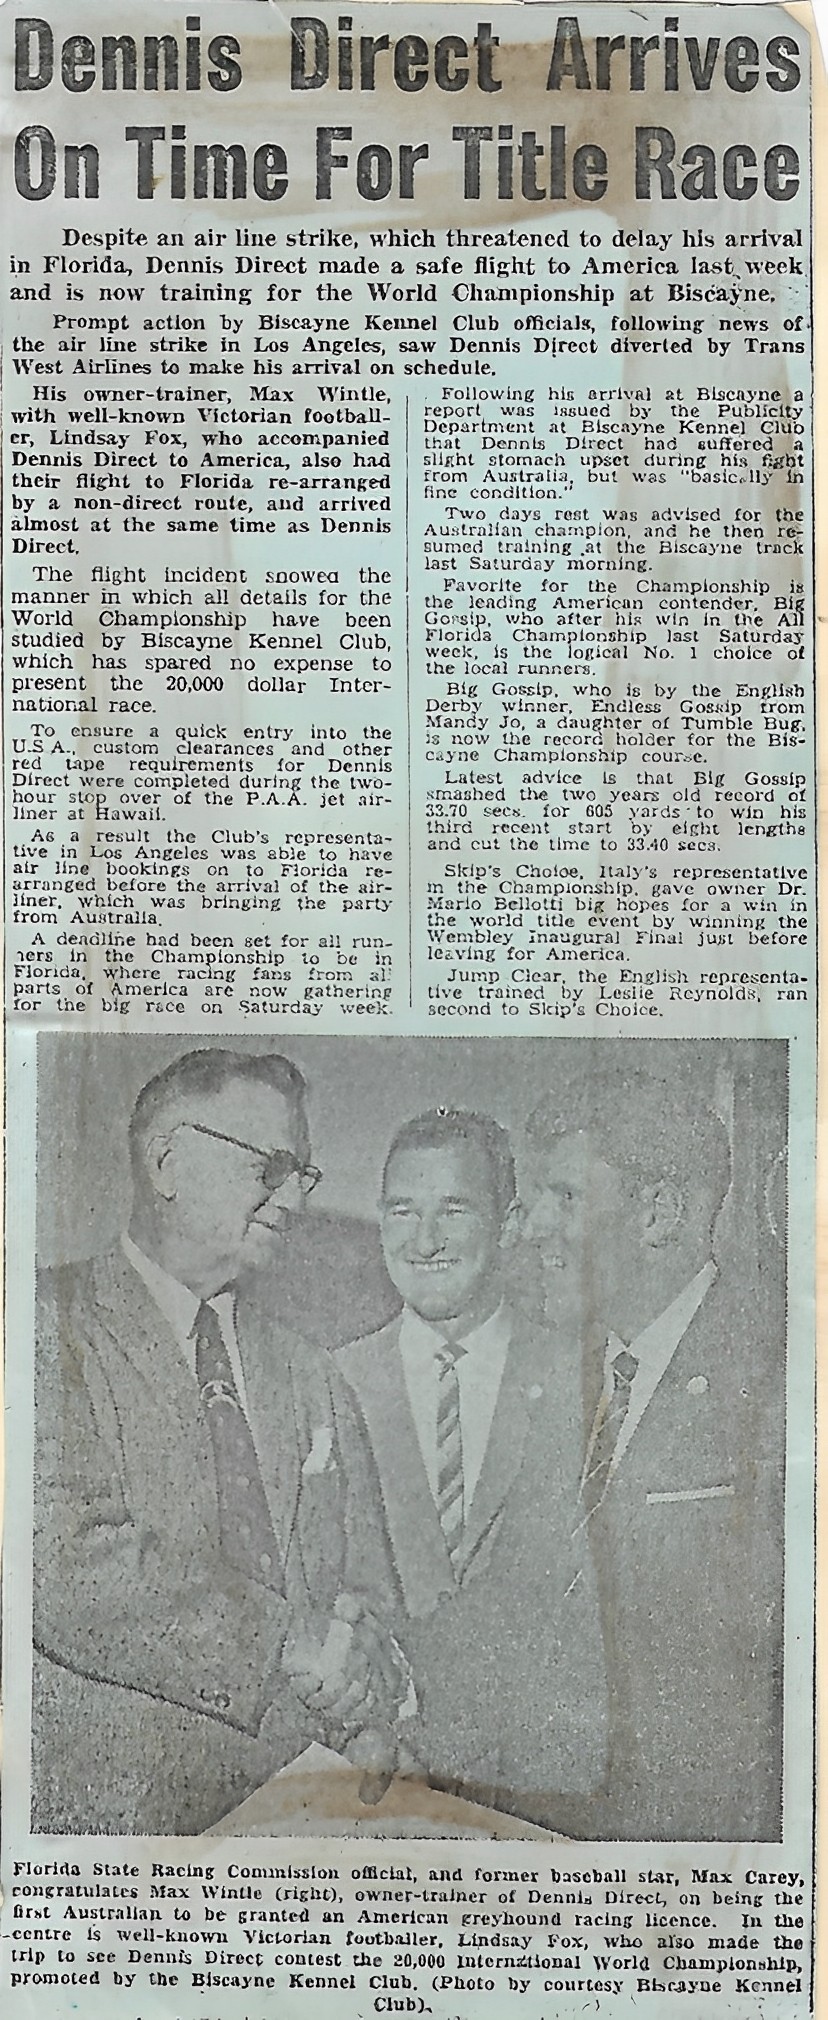 Dennis Direct Arrives
On Time For Title Race
Despite an air line strike, which threatened to delay his arrival
in Florida, Dennis Direct made a safe flight to America last week
and is now training for the World Championship at Biscayne.
Prompt action by Biscayne Kennel Club officials, following news of
the air line strike in Los Angeles, saw Dennis Direct diverted by Trans
West Airlines to make his arrival on schedule.
His owner-trainer, Max Wintle,
with well-known Victorian football-
er, Lindsay Fox, who accompanied
Dennis Direct to America, also had
their flight to Florida re-arranged
by a non-direct route, and arrived
almost at the same time as Dennis
Direct.
The flight incident snowed the
manner in which all details for the
World Championship have been
studied by Biscayne Kennel Club,
which has spared no expense to
present the 20,000 dollar Inter-
national race.
To ensure a quick entry into the
U.S A., custom clearances and other
red tape requirements for Dennis
Direct were completed during the two-
hour stop over of the P.A.A. jet air-
liner at Hawaii.
As a result the Club's representa-
tive in Los Angeles was able to have
air line bookings on to Florida re-
arranged before the arrival of the air-
liner, which was bringing the party
from Australia.
A deadline had been set for all run-
ners in the Championship to be in
Florida, where racing fans from all
parts of America are now gathering
for the big race on Saturday week.
Following his arrival at Biscayne a
report was issued by the Publicity
Department at Biscayne Kennel Club
that Dennis Direct had suffered a
slight stomach upset during his fight
from Australia, but was "basically in
fine condition."
Two days rest was advised for the
Australian champion, and he then re-
sumed training at the Biscayne track
last Saturday morning.
Favorite for the Championship is
the leading American contender, Big
Gossip, who after his win in the All
Florida Championship last Saturday
week, is the logical No. 1 choice of
the local runners.
Big Gossip, who is by the English
Derby winner, Endless Gossip from
Mandy Jo, a daughter of Tumble Bug,
is now the record holder for the Bis-
cayne Championship course.
Latest advice is that Big Gossip
smashed the two years old record of
33.70 secs. for 605 yards to win his
third recent start by eight lengths
and cut the time to 33.40 secs.
Skip's Choice, Italy's representative
in the Championship, gave owner Dr.
Mario Bellotti big hopes for a win in
the world title event by winning the
Wembley Inaugural Final just before
leaving for America.
Jump Clear, the English representa-
tive trained by Leslie Reynolds, ran
second to Skip's Choice.
Florida State Racing Commission official, and former baseball star, Max Carey,
congratulates Max Wintle (right), owner-trainer of Dennis Direct, on being the
first Australian to be granted an American greyhound racing licence. In the
centre is well-known Victorian footballer, Lindsay Fox, who also made the
trip to see Dennis Direct contest the 20,000 International World Championship,
promoted by the Biscayne Kennel Club. (Photo by courtesy Biscayne Kennel
Club).